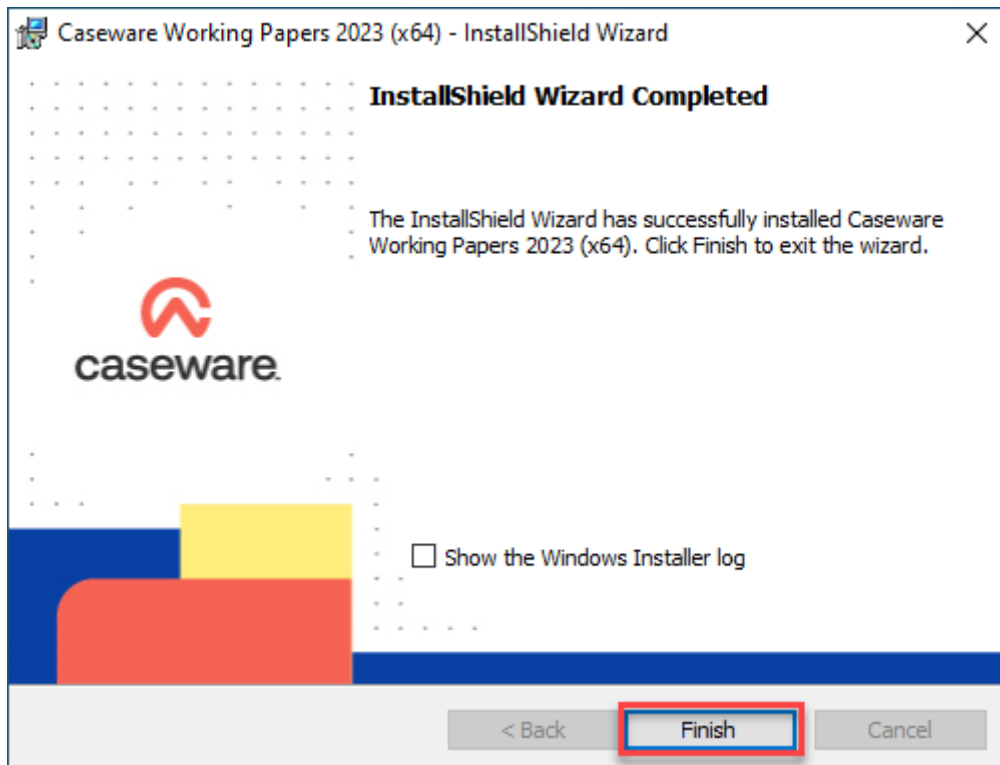 Caseware Working Papers 2023 (x64) - InstallShield Wizard
InstallShield Wizard Completed
The InstallShield Wizard has successfully installed Caseware
Working Papers 2023 (x64). Click Finish to exit the wizard.
caseware.
Show the Windows Installer log
< Back Finish Cancel